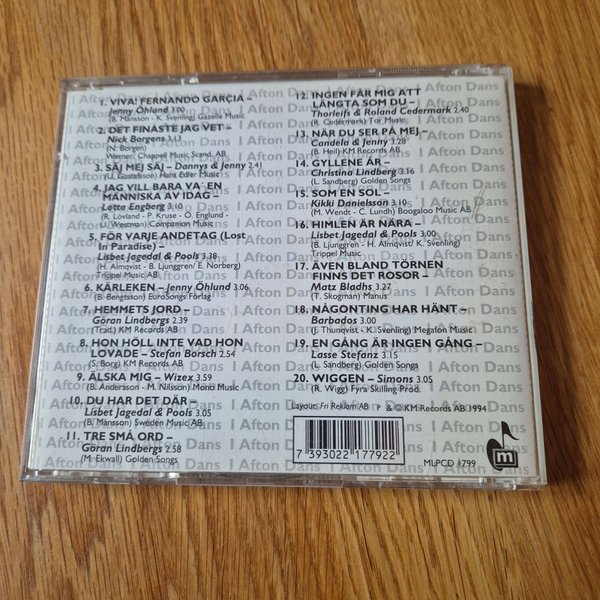 1. VIVA! FERNANDO GARÇIA –
Jenny Öhlund 3.00
(B. Månsson - K. Svenling) Gazelle Music
2. DET FINASTE JAG VET –
Nick Borgens 3.13
(N. Borgen)
Warner/Chappell Music Scand. AB
3. SÄJ MEJ SÄJ – Dannys & Jenny 2.41
(U. Gustafsson) Hans Edler Music
4. JAG VILL BARA VA' EN
MÄNNISKA AV IDAG –
Lotta Engberg 3.10
(R. Lovland - P. Kruse - Ö. Englund -
U. Westman) Companion Music
5. FÖR VARJE ANDETAG (Lost
In Paradise) –
Lisbet Jagedal & Pools 3.38
(H. Almqvist - B. Ljunggren/ E. Norberg)
Trippel Music AB
6. KÄRLEKEN – Jenny Öhlund 3.06
(B. Bengtsson) EuroSongs Förlag
7. HEMMETS JORD –
Göran Lindbergs 2.39
(Trad.) KM Records AB
8. HON HÖLL INTE VAD HON
LOVADE – Stefan Borsch 2.54
(S. Borg) KM Records AB
9. ÄLSKA MIG – Wizex 3.59
(B. Andersson - M. Nilsson) Mono Music
10. DU HAR DET DÄR –
Lisbet Jagedal & Pools 3.05
(B. Månsson) Sweden Music AB
11. TRE SMÅ ORD –
Göran Lindbergs 2.58
(M. Ekwall) Golden Songs
12. INGEN FÅR MIG ATT
LÄNGTA SOM DU –
Thorleifs & Roland Cedermark 2.40
(R. Cedermark) Tor Music
13. NÄR DU SER PÅ MEJ –
Candela & Jenny 3.28
(B. Heil) KM Records AB
14. GYLLENE ÅR –
Christina Lindberg 3.16
(L. Sandberg) Golden Songs
15. SOM EN SOL –
Kikki Danielsson 3.10
(M. Wendt - C. Lundh) Boogaloo Music AB
16. HIMLEN ÄR NÄRA –
Lisbet Jagedal & Pools 3.00
(B. Ljunggren - H. Almqvist/ K. Svenling)
Trippel Music
17. ÄVEN BLAND TÖRNEN
FINNS DET ROSOR –
Matz Bladhs 3.27
(T. Skogman) Manus
18. NÅGONTING HAR HÄNT –
Barbados 3.00
(J. Thunqvist - K. Svenling) Megafon Music
19. EN GÅNG ÄR INGEN GÅNG –
Lasse Stefanz 3.15
(L. Sandberg) Golden Songs
20. WIGGEN – Simons 3.05
(R. Wigg) Fyra Skilling Prod.
Layout: Fri Reklam AB P & © KM Records AB 1994
7 393022 177922
m
MLPCD 1799
I Afton Dans